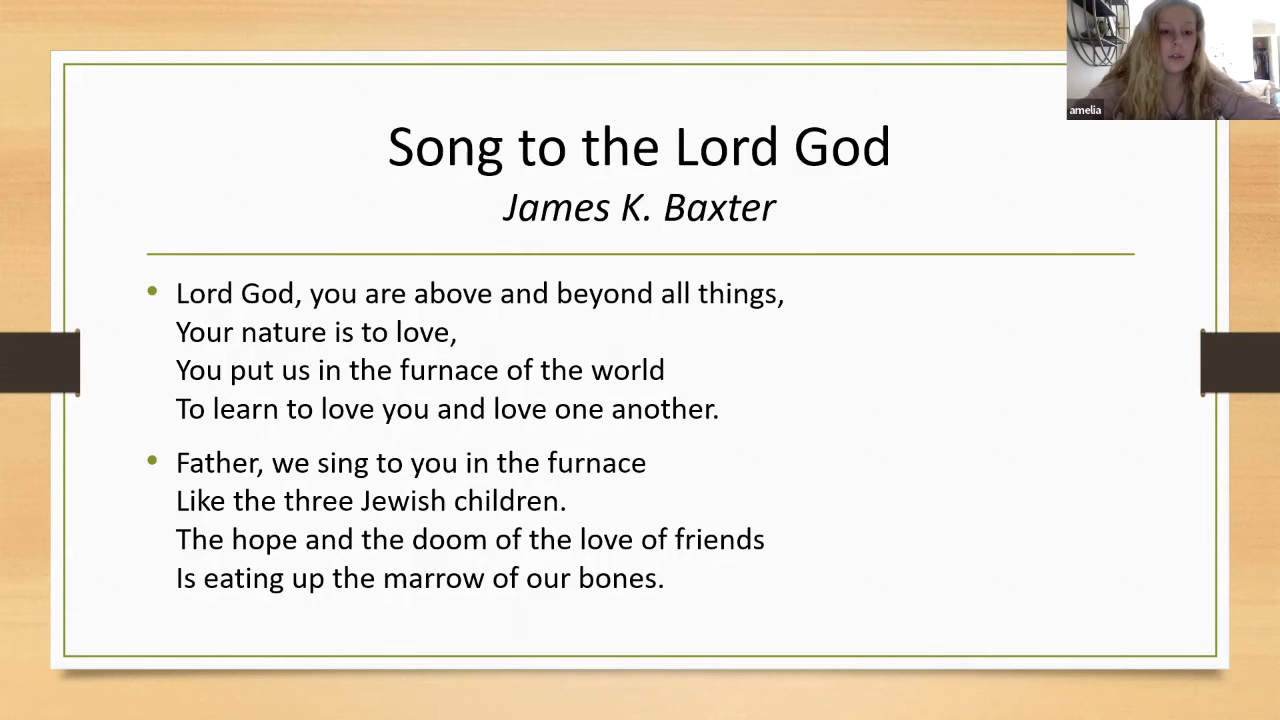 amelia
Song to the Lord God
James K. Baxter
• Lord God, you are above and beyond all things,
Your nature is to love,
You put us in the furnace of the world
To learn to love you and love one another.
• Father, we sing to you in the furnace
Like the three Jewish children.
The hope and the doom of the love of friends
Is eating up the marrow of our bones.